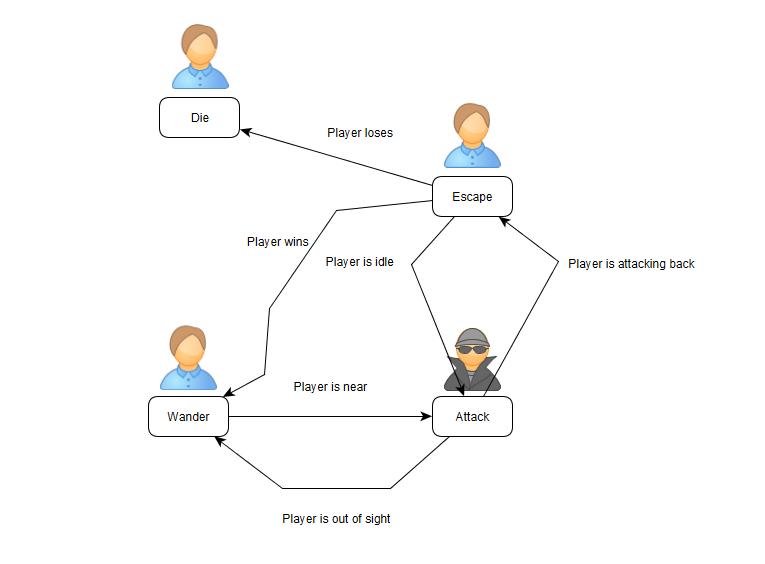 Die
Player loses
Escape
Player wins
Player is idle
Player is attacking back
Player is near
Wander
Attack
Player is out of sight